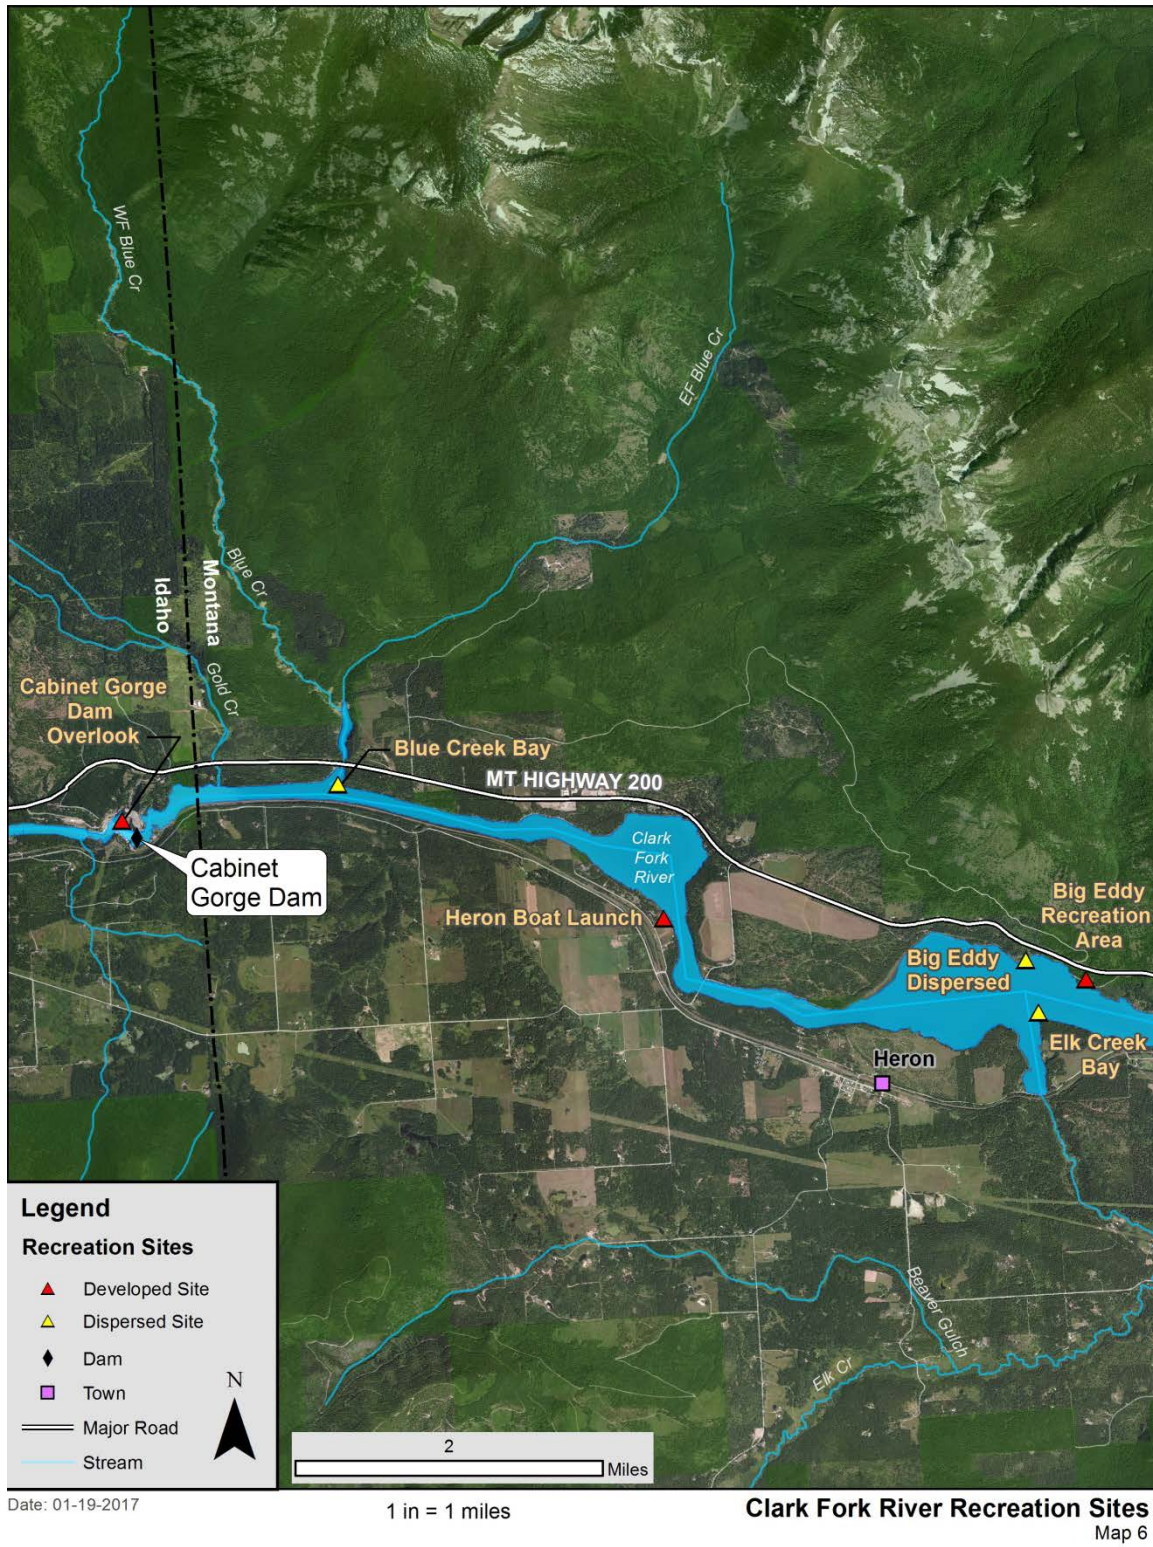 WF Blue Cr
EF Blue Cr
Blue Cr
Idaho
Montana
Gold Cr
Cabinet Gorge
Dam
Overlook
Blue Creek Bay
MT HIGHWAY 200
Clark
Fork
River
Cabinet
Gorge Dam
Heron Boat Launch
Big Eddy
Recreation
Area
Big Eddy
Dispersed
Elk Creek
Bay
Heron
Beaver Gulch
Elk Cr
Legend
Recreation Sites
Developed Site
Dispersed Site
Dam
Town
Major Road
Stream
N
2
Miles
Date: 01-19-2017
1 in = 1 miles
Clark Fork River Recreation Sites
Map 6